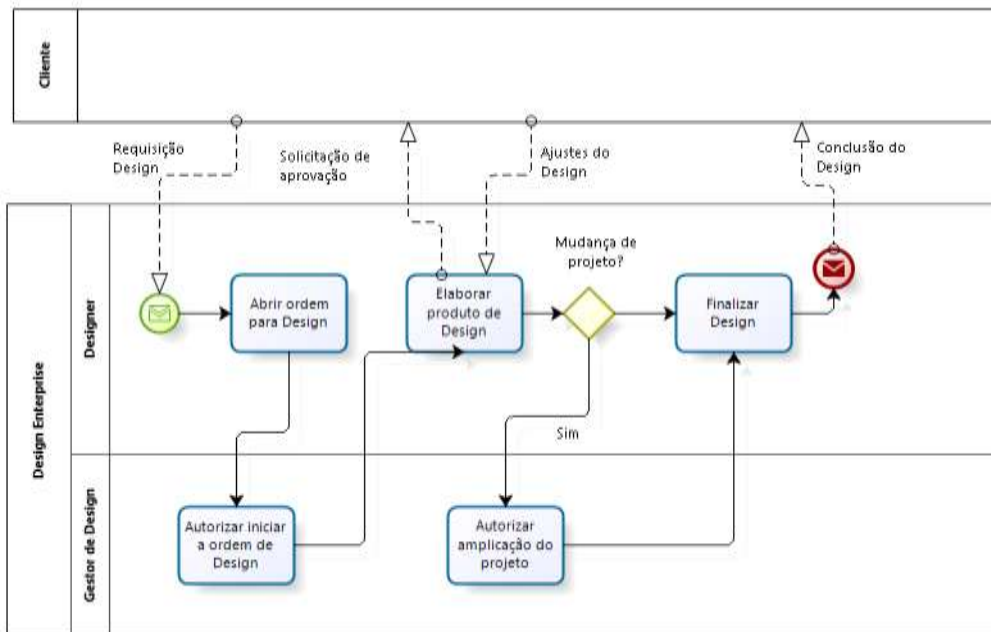 Cliente
Requisição
Design
Solicitação de
aprovação
Ajustes do
Design
Conclusão do
Design
Design Enterprise
Designer
Abrir ordem
para Design
Elaborar
produto de
Design
Mudança de
projeto?
Finalizar
Design
Sim
Gestor de Design
Autorizar iniciar
a ordem de
Design
Autorizar
amplicação do
projeto